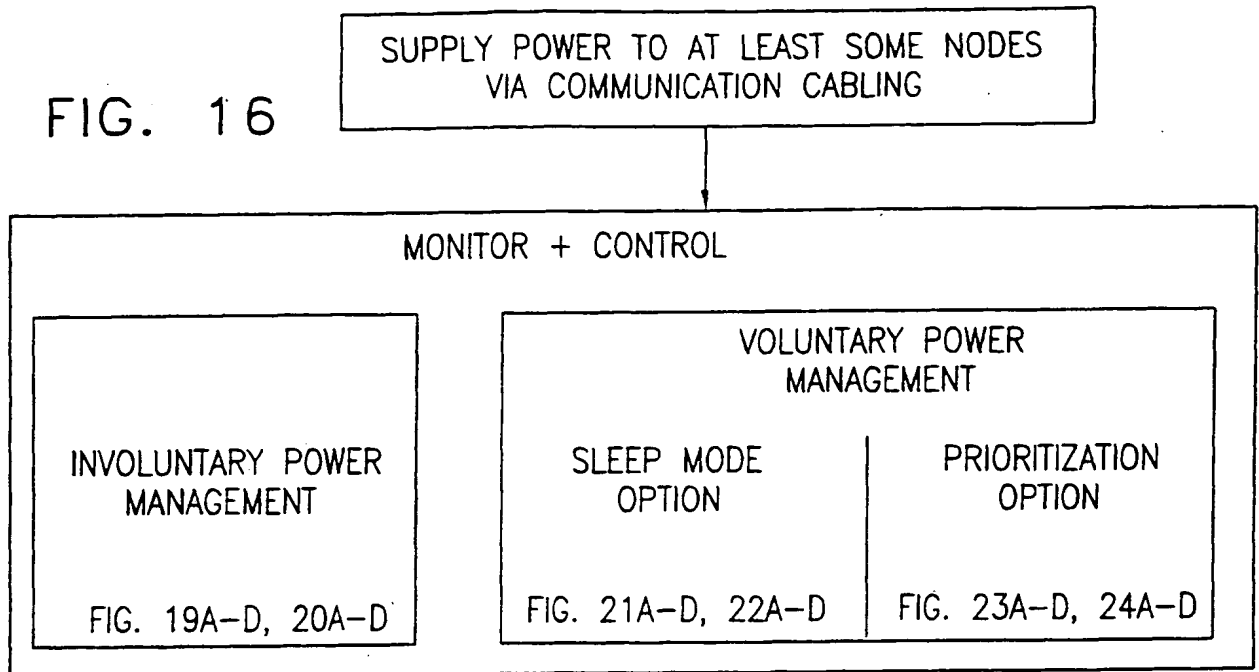 SUPPLY POWER TO AT LEAST SOME NODES
VIA COMMUNICATION CABLING
FIG. 16
MONITOR + CONTROL
INVOLUNTARY POWER
MANAGEMENT
FIG. 19A-D, 20A-D
VOLUNTARY POWER
MANAGEMENT
SLEEP MODE
OPTION
FIG. 21A-D, 22A-D
PRIORITIZATION
OPTION
FIG. 23A-D, 24A-D